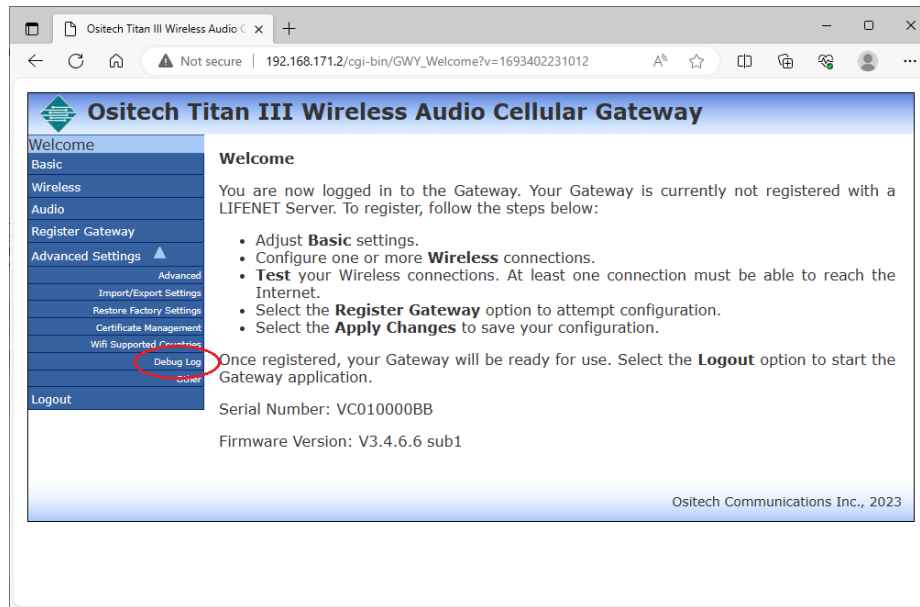 Ositech Titan III Wireless Audio C
Not secure 192.168.171.2/cgi-bin/GWY_Welcome?v=1693402231012
Ositech Titan III Wireless Audio Cellular Gateway
Welcome
Basic
Wireless
Audio
Register Gateway
Advanced Settings
Advanced
Import/Export Settings
Restore Factory Settings
Certificate Management
Wifi Supported Countries
Debug Log
Other
Logout
Welcome
You are now logged in to the Gateway. Your Gateway is currently not registered with a
LIFENET Server. To register, follow the steps below:
• Adjust Basic settings.
• Configure one or more Wireless connections.
• Test your Wireless connections. At least one connection must be able to reach the
Internet.
• Select the Register Gateway option to attempt configuration.
• Select the Apply Changes to save your configuration.
Once registered, your Gateway will be ready for use. Select the Logout option to start the
Gateway application.
Serial Number: VC010000BB
Firmware Version: V3.4.6.6 sub1
Ositech Communications Inc., 2023